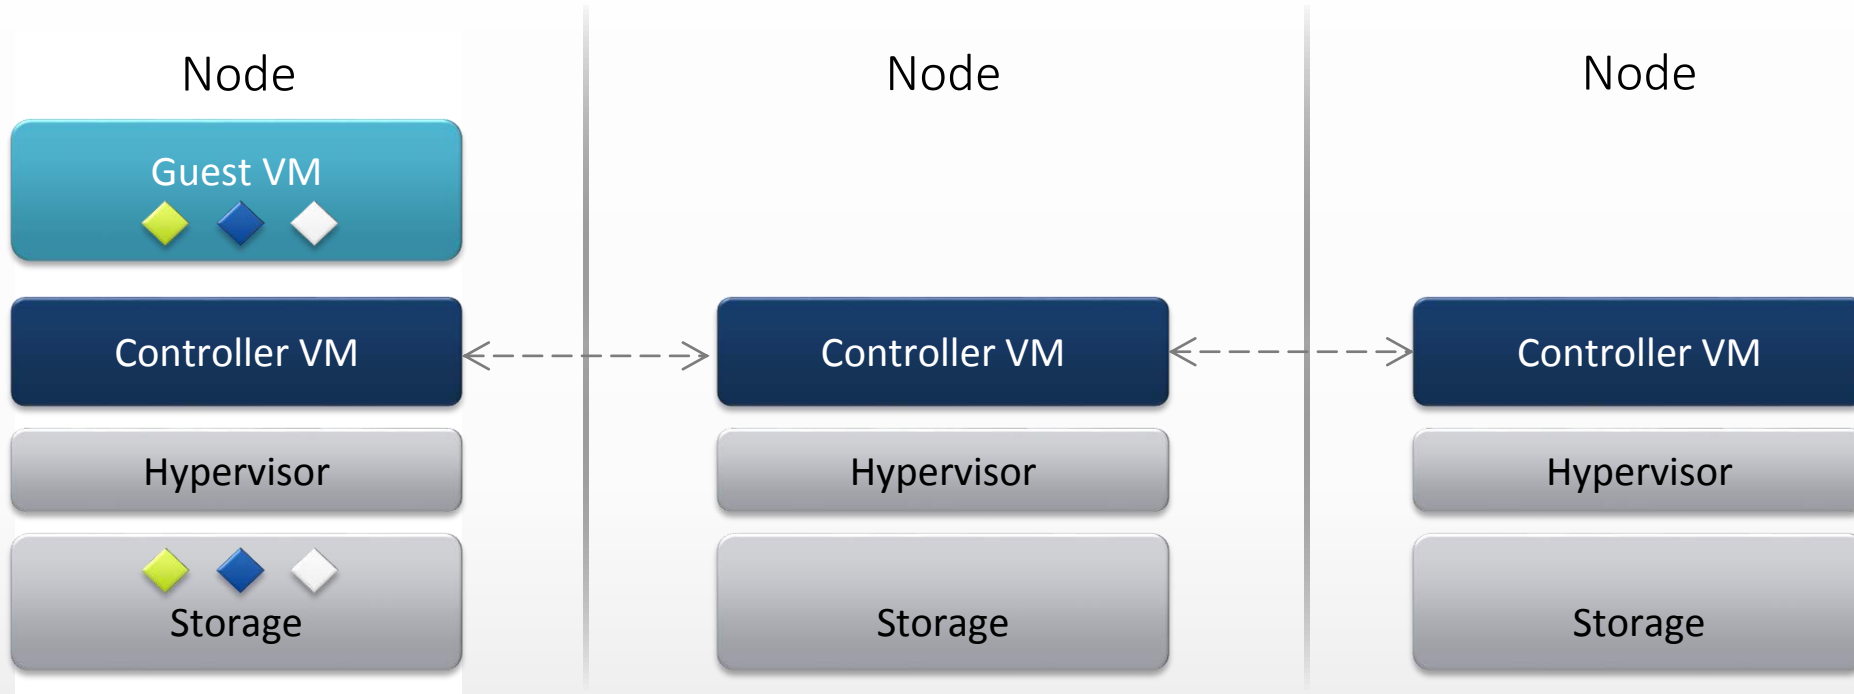 Node
Guest VM
Controller VM
Hypervisor
Storage
Node
Controller VM
Hypervisor
Storage
Node
Controller VM
Hypervisor
Storage